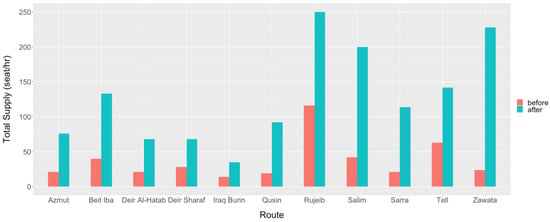 Total Supply (seat/hr)
250
200
150
100
50
0
Azmut Beit Iba Deir Al-Hatab Deir Sharaf Iraq Burin Qusin Rujeib Salim Sarra Tell Zawata
Route
before
after